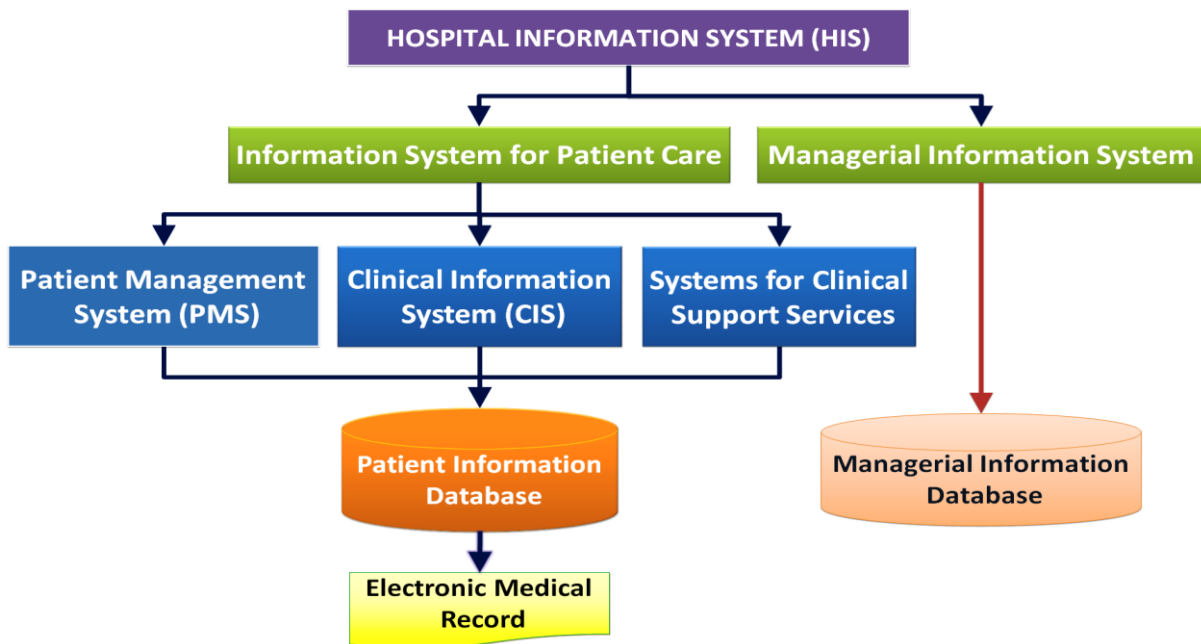 HOSPITAL INFORMATION SYSTEM (HIS)
Information System for Patient Care
Managerial Information System
Patient Management
System (PMS)
Clinical Information
System (CIS)
Systems for Clinical
Support Services
Patient Information
Database
Managerial Information
Database
Electronic Medical
Record